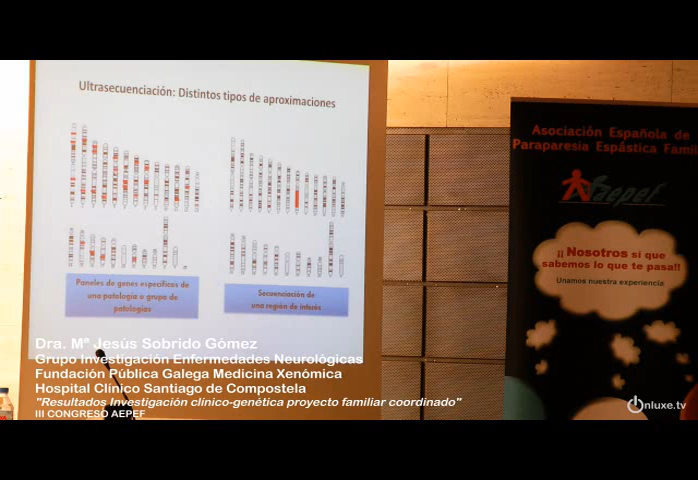 Ultrasecuenciación: Distintos tipos de aproximaciones
Paneles de genes específicos de
una patología o grupo de
patologías
Secuenciación de
una región de interés
Asociación Española de
Paraparesia Espástica Famil
aepef
¡¡ Nosotros sí que
sabemos lo que te pasa!!
Unamos nuestra experiencia
Dra. Mª Jesús Sobrido Gómez
Grupo Investigación Enfermedades Neurológicas
Fundación Pública Galega Medicina Xenómica
Hospital Clínico Santiago de Compostela
"Resultados Investigación clínico-genética proyecto familiar coordinado"
III CONGRESO AEPEF
onluxe.tv